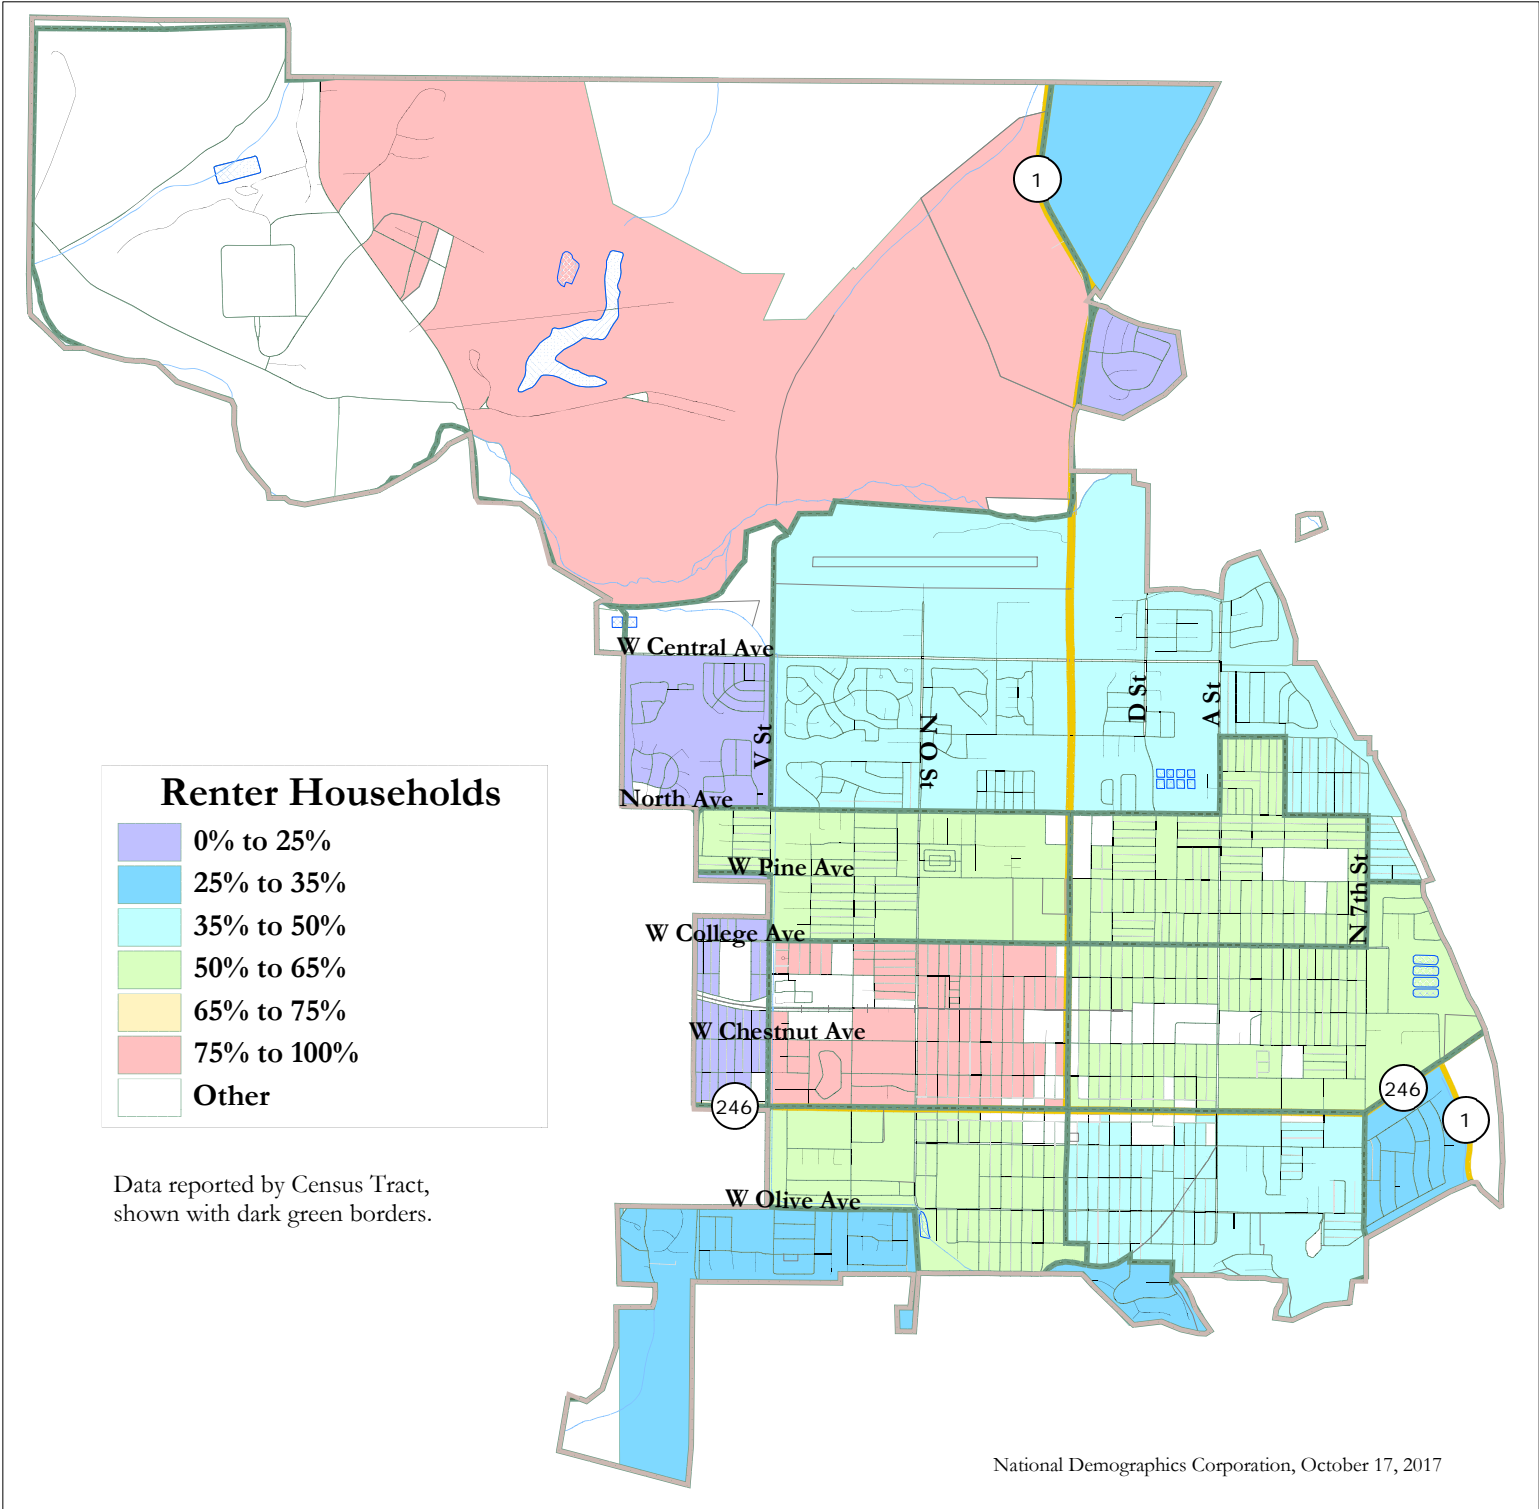 1
W Central Ave
D St
A St
V St
N O St
North Ave
Renter Households
0% to 25%
25% to 35%
35% to 50%
50% to 65%
65% to 75%
75% to 100%
Other
W Pine Ave
N 7th St
W College Ave
W Chestnut Ave
246
246
1
Data reported by Census Tract,
shown with dark green borders.
W Olive Ave
National Demographics Corporation, October 17, 2017